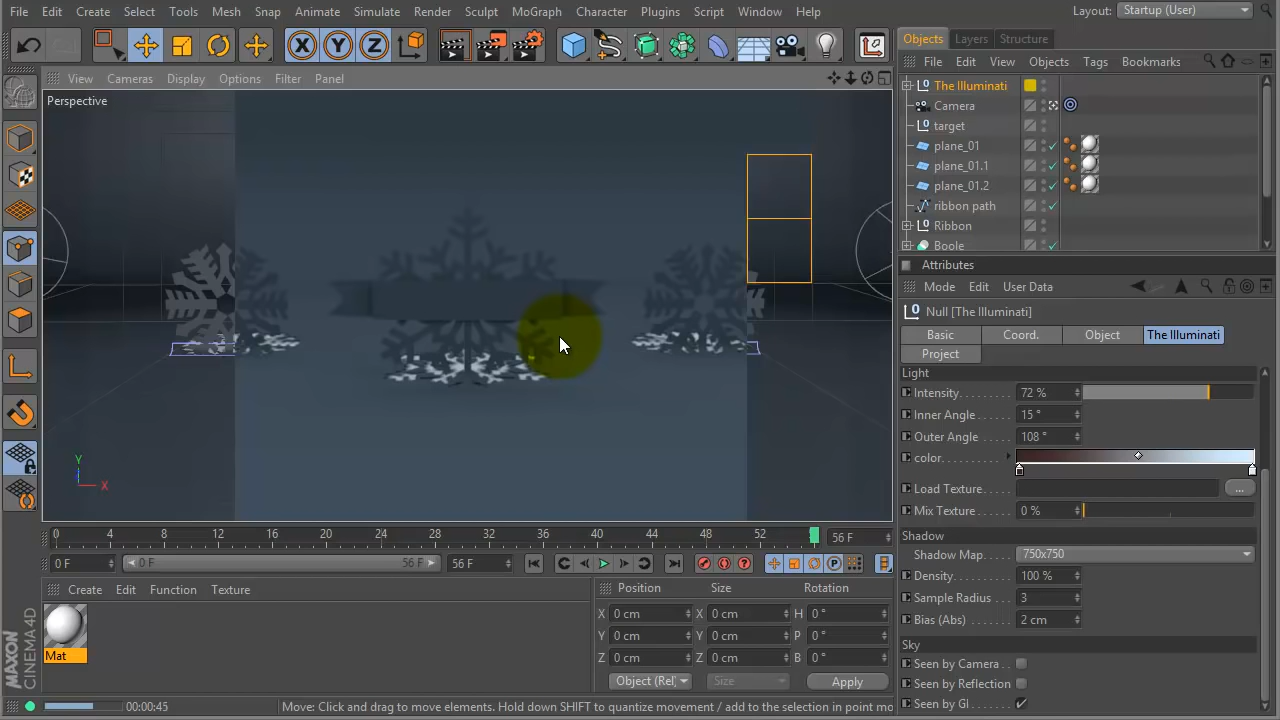 File Edit Create Select Tools Mesh Snap Animate Simulate Render Sculpt MoGraph Character Plugins Script Window Help Layout: Startup (User)
X Y Z
Objects Layers Structure
View Cameras Display Options Filter Panel
File Edit View Objects Tags Bookmarks
Perspective
The Illuminati
Camera
target
plane_01
plane_01.1
plane_01.2
ribbon path
Ribbon
Boole
Attributes
Mode Edit User Data
Null [The Illuminati]
Basic Coord. Object The Illuminati
Project
Light
Intensity. 72 %
Inner Angle 15 °
Outer Angle 108 °
color.
Load Texture ...
Mix Texture 0 %
Shadow
Shadow Map. 750x750
Density. 100 %
Sample Radius 3
Bias (Abs) 2 cm
Sky
Seen by Camera
Seen by Reflection
Seen by GI
Y
X
0 4 8 12 16 20 24 28 32 36 40 44 48 52 56 F
0 F 0 F 56 F 56 F P
Create Edit Function Texture
Mat
Position Size Rotation
X 0 cm X 0 cm H 0 °
Y 0 cm Y 0 cm P 0 °
Z 0 cm Z 0 cm B 0 °
Object (Rel) Size Apply
MAXON
CINEMA 4D
00:00:45 Move: Click and drag to move elements. Hold down SHIFT to quantize movement / add to the selection in point mo